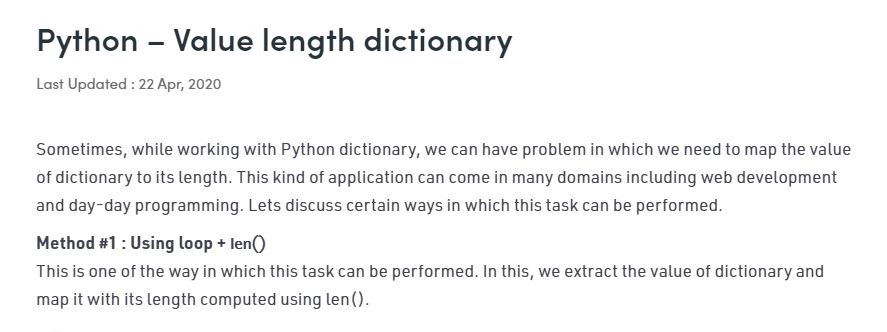 Python – Value length dictionary
Last Updated : 22 Apr, 2020
Sometimes, while working with Python dictionary, we can have problem in which we need to map the value
of dictionary to its length. This kind of application can come in many domains including web development
and day-day programming. Lets discuss certain ways in which this task can be performed.
Method #1 : Using loop + len()
This is one of the way in which this task can be performed. In this, we extract the value of dictionary and
map it with its length computed using len().